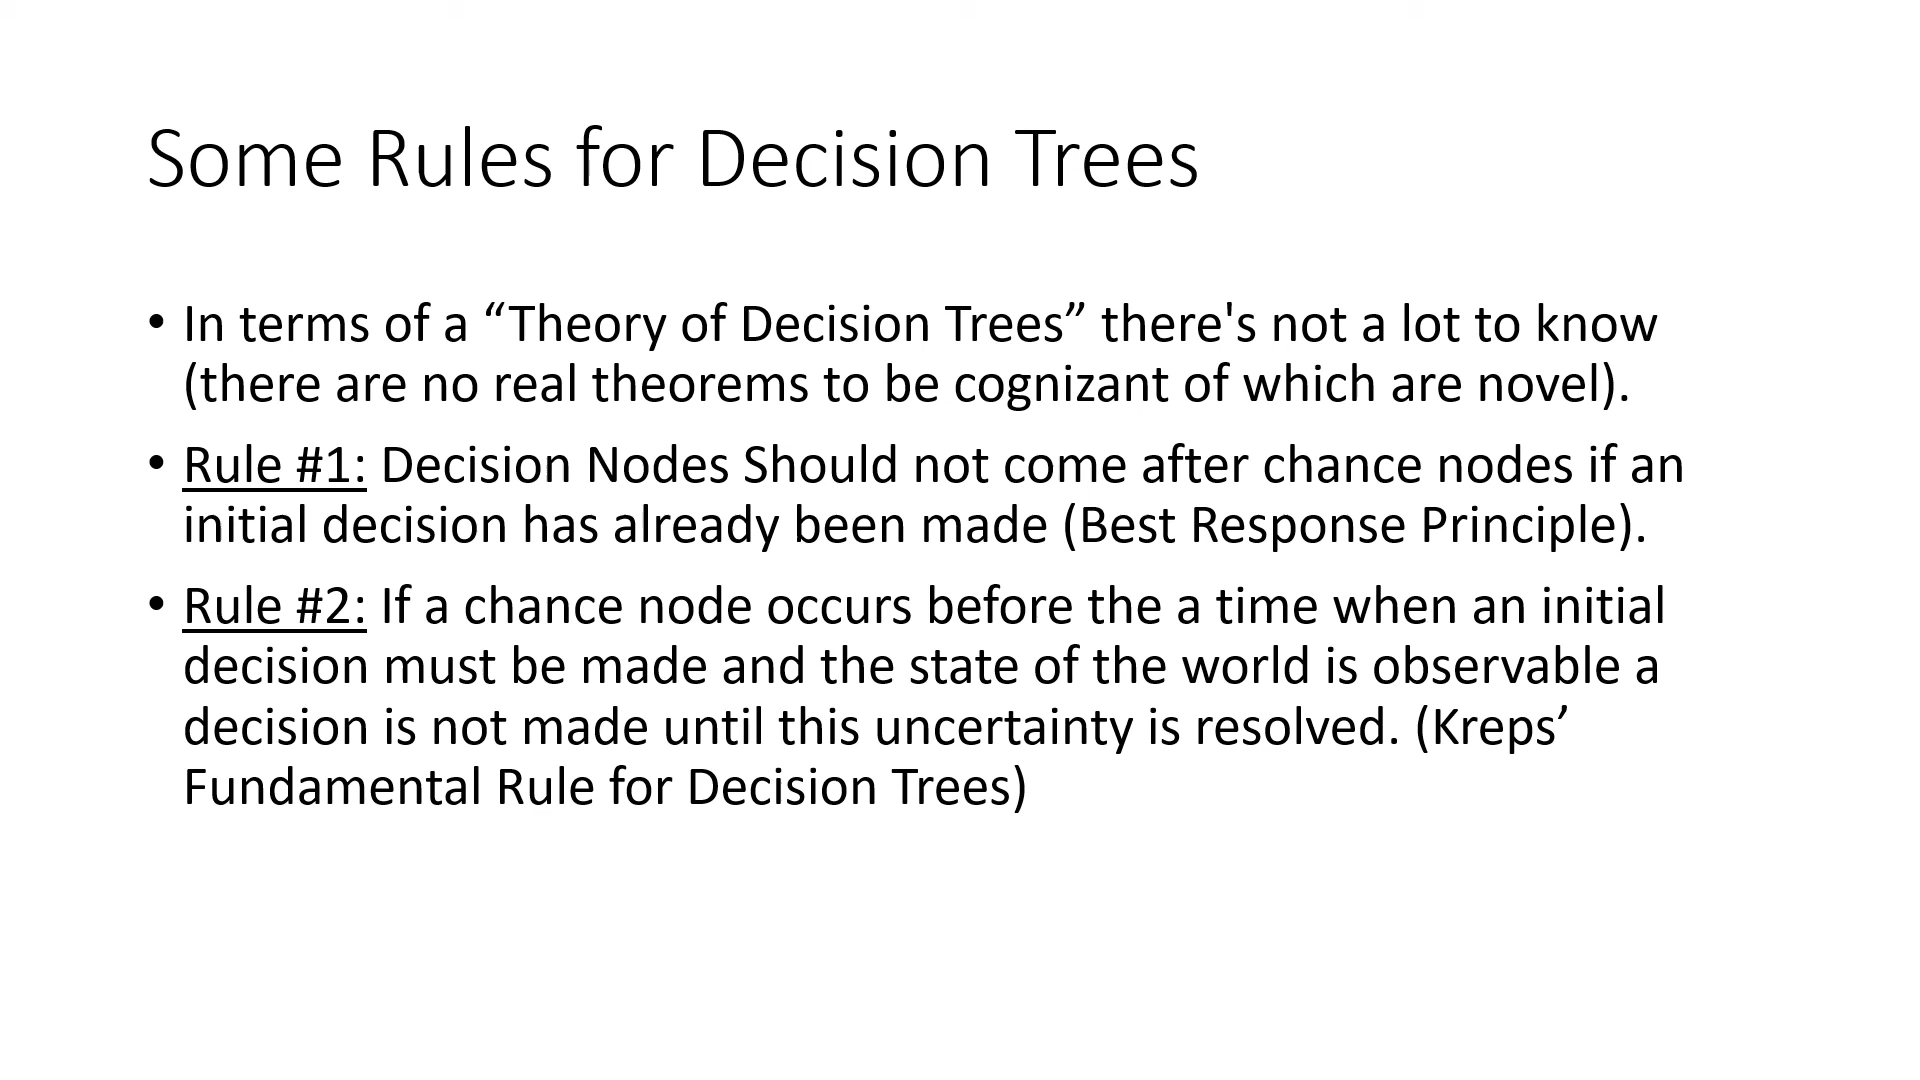 Some Rules for Decision Trees
• In terms of a “Theory of Decision Trees” there's not a lot to know
(there are no real theorems to be cognizant of which are novel).
• Rule #1: Decision Nodes Should not come after chance nodes if an
initial decision has already been made (Best Response Principle).
• Rule #2: If a chance node occurs before the a time when an initial
decision must be made and the state of the world is observable a
decision is not made until this uncertainty is resolved. (Kreps’
Fundamental Rule for Decision Trees)